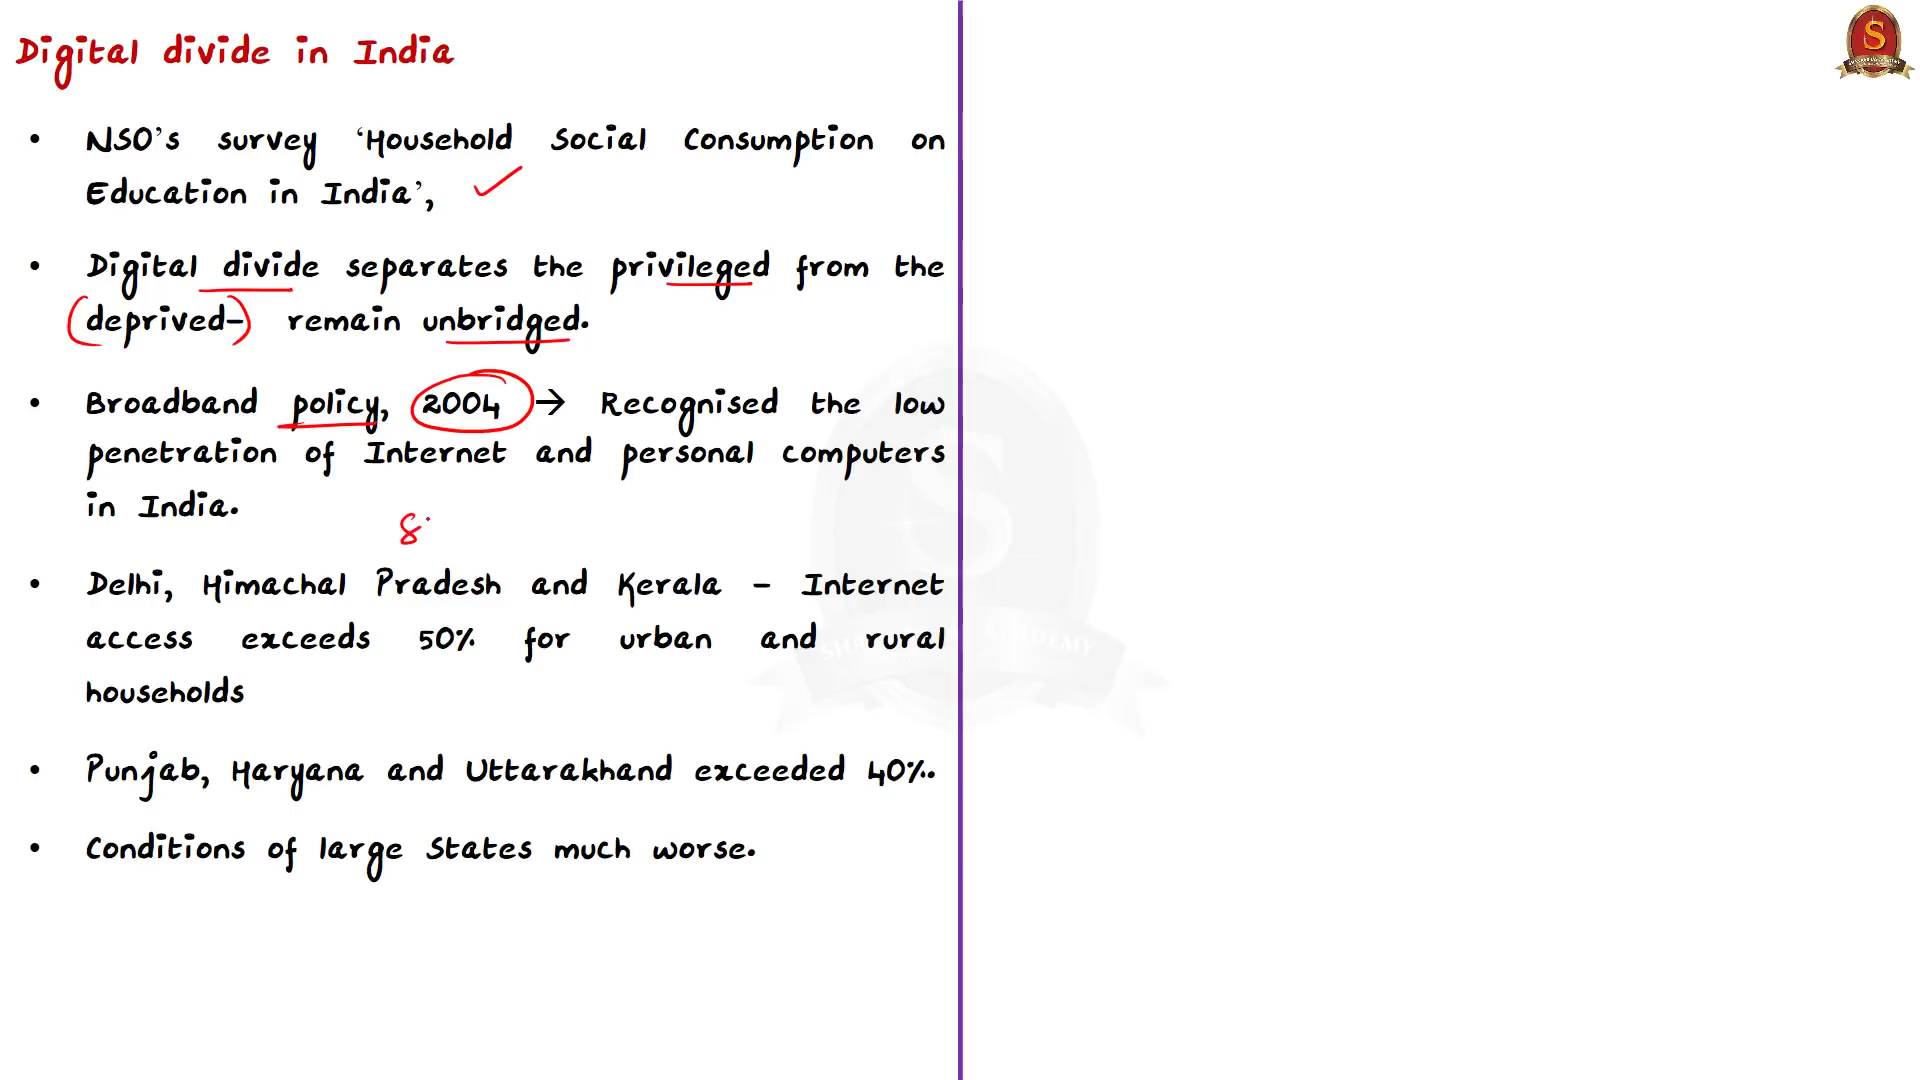 Digital divide in India
• NSO's survey ‘Household Social Consumption on
Education in India’,
• Digital divide separates the privileged from the
deprived- remain unbridged.
• Broadband policy, 2004 → Recognised the low
penetration of Internet and personal computers
in India.
8
• Delhi, Himachal Pradesh and Kerala - Internet
access exceeds 50% for urban and rural
households
• Punjab, Haryana and Uttarakhand exceeded 40%.
• Conditions of large States much worse.
S